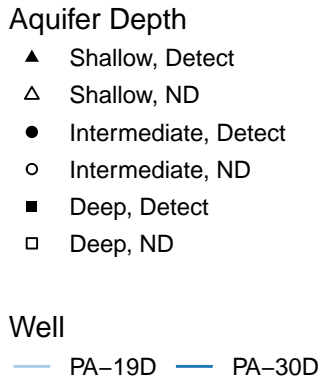 Aquifer Depth
Shallow, Detect
Shallow, ND
Intermediate, Detect
Intermediate, ND
Deep, Detect
Deep, ND
Well
PA−19D PA−30D